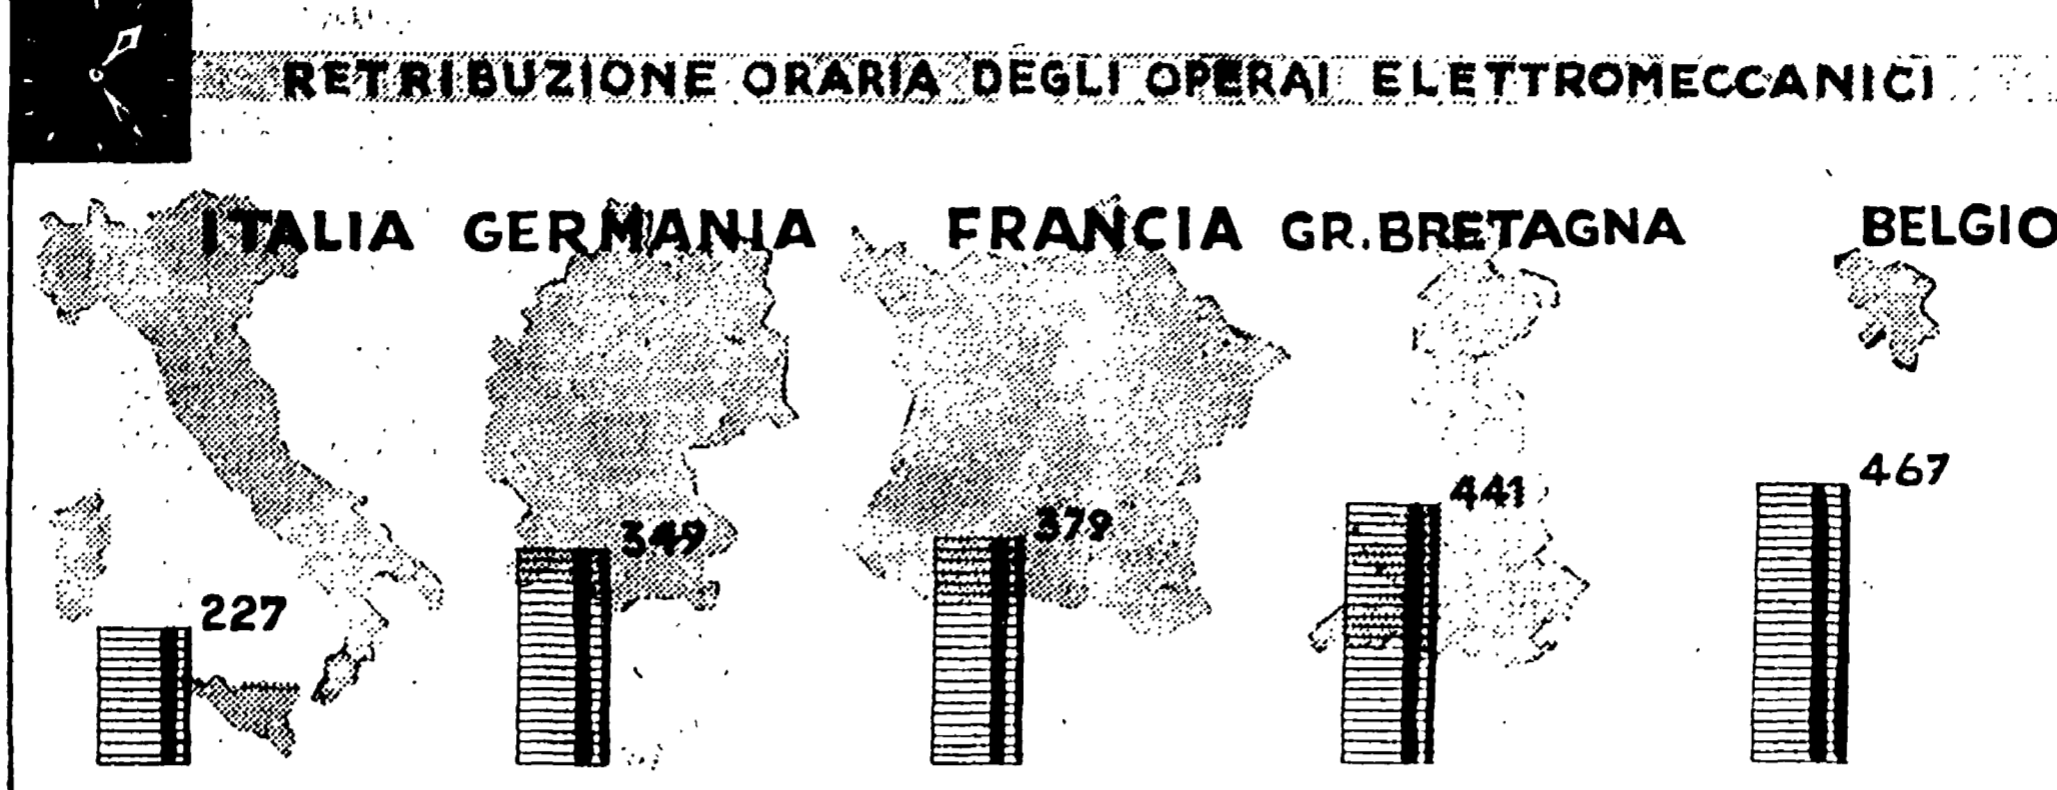 RETRIBUZIONE ORARIA DEGLI OPERAI ELETTROMECCANICI
ITALIA GERMANIA FRANCIA GR. BRETAGNA BELGIO
227 349 379 441 467